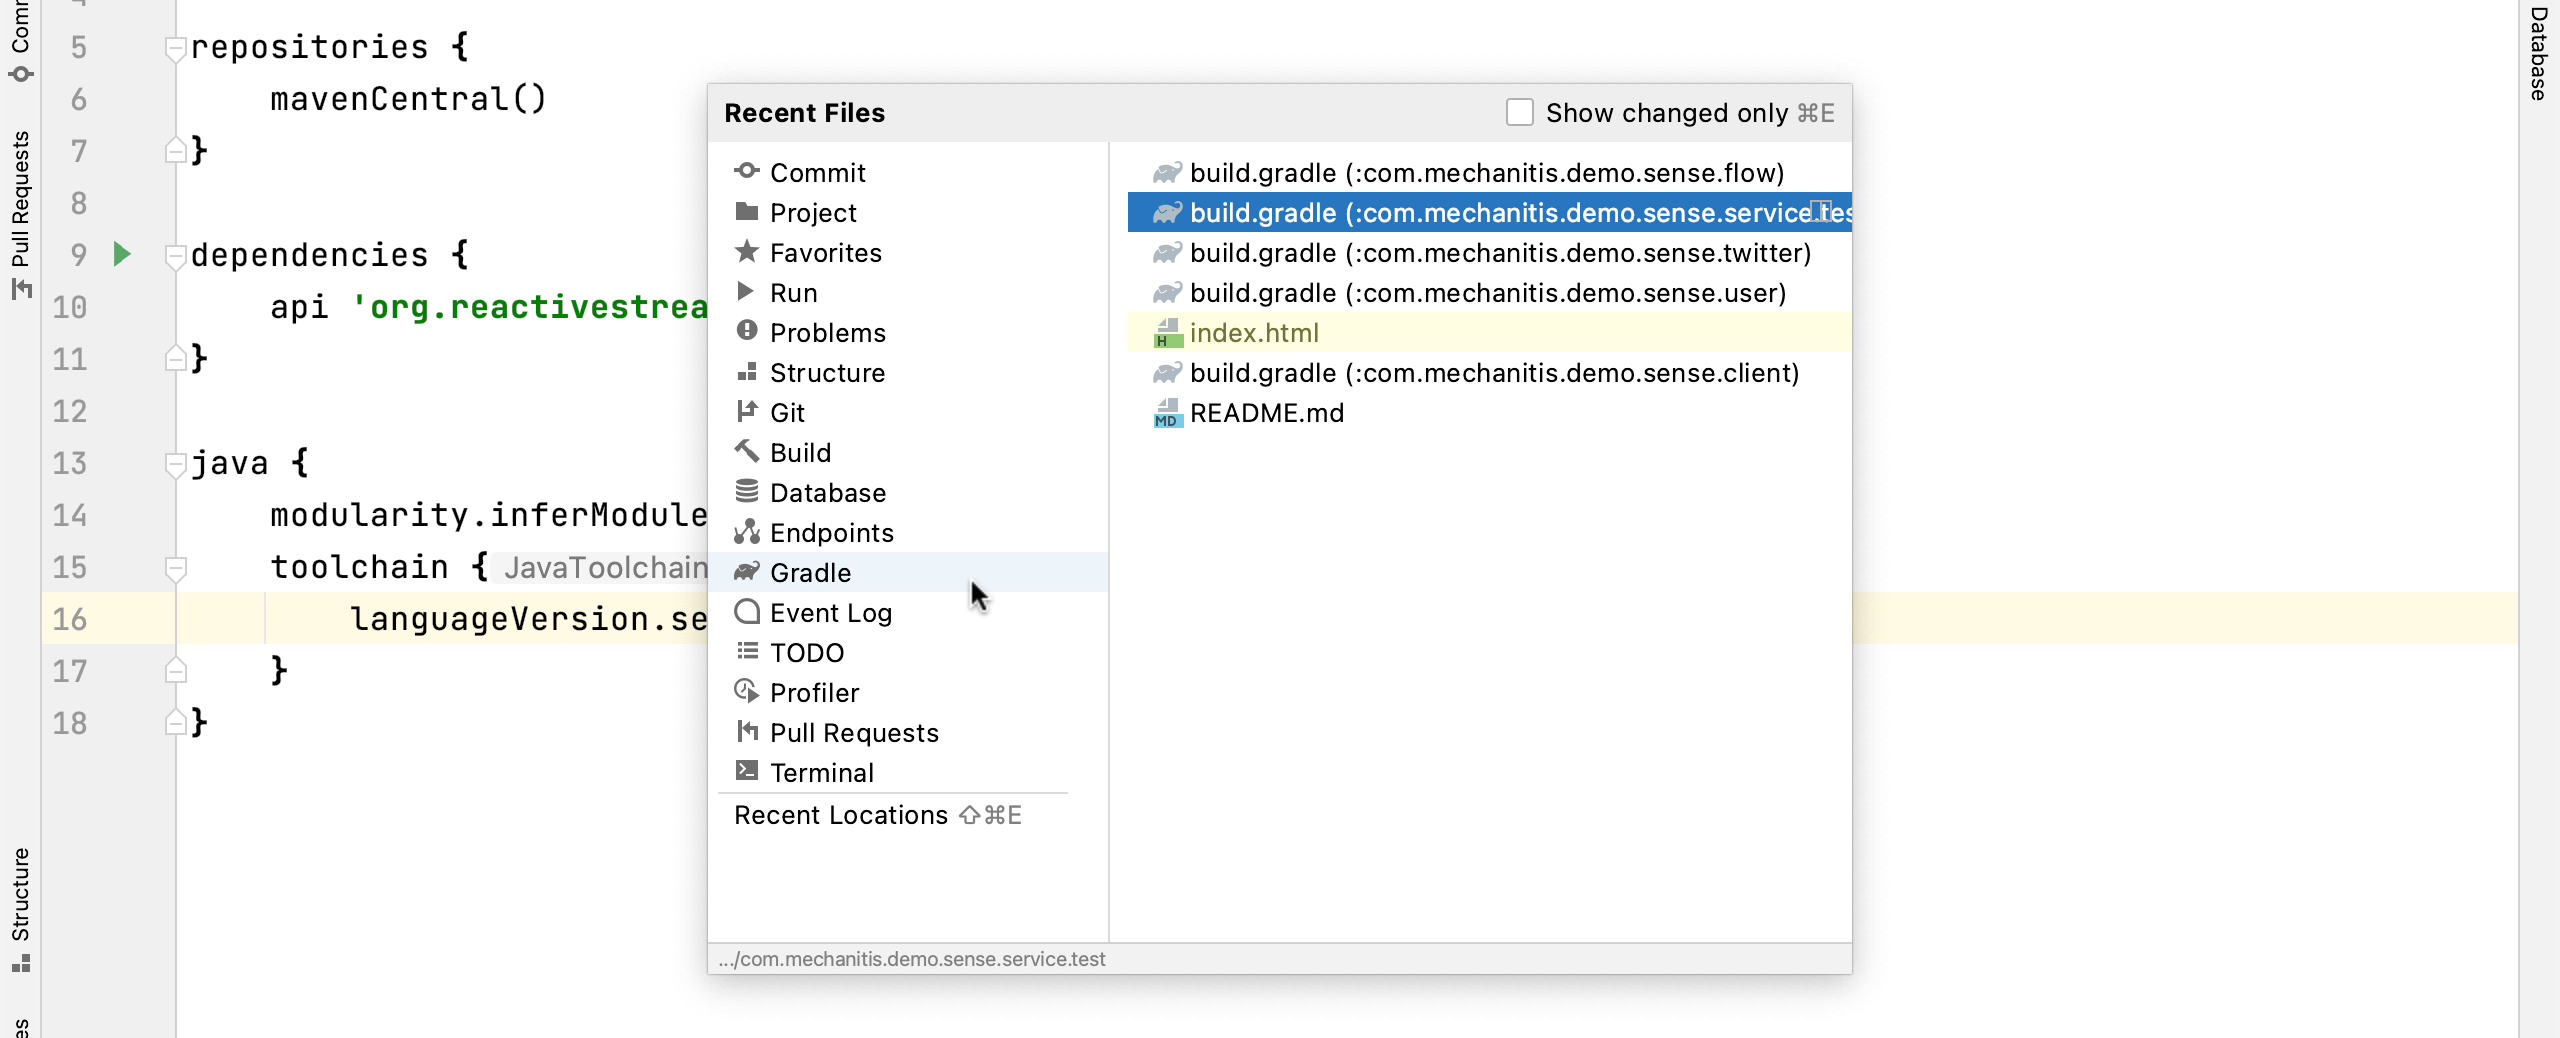 Comm
Pull Requests
Structure
es
5 repositories {
6 mavenCentral()
7 }
8
9 dependencies {
10 api 'org.reactivestrea
11 }
12
13 java {
14 modularity.inferModule
15 toolchain { JavaToolchain
16 languageVersion.se
17 }
18 }
Recent Files
Show changed only ⌘E
Commit
Project
Favorites
Run
Problems
Structure
Git
Build
Database
Endpoints
Gradle
Event Log
TODO
Profiler
Pull Requests
Terminal
Recent Locations ⇧⌘E
build.gradle (:com.mechanitis.demo.sense.flow)
build.gradle (:com.mechanitis.demo.sense.service.tes
build.gradle (:com.mechanitis.demo.sense.twitter)
build.gradle (:com.mechanitis.demo.sense.user)
H index.html
build.gradle (:com.mechanitis.demo.sense.client)
MD README.md
.../com.mechanitis.demo.sense.service.test
Database